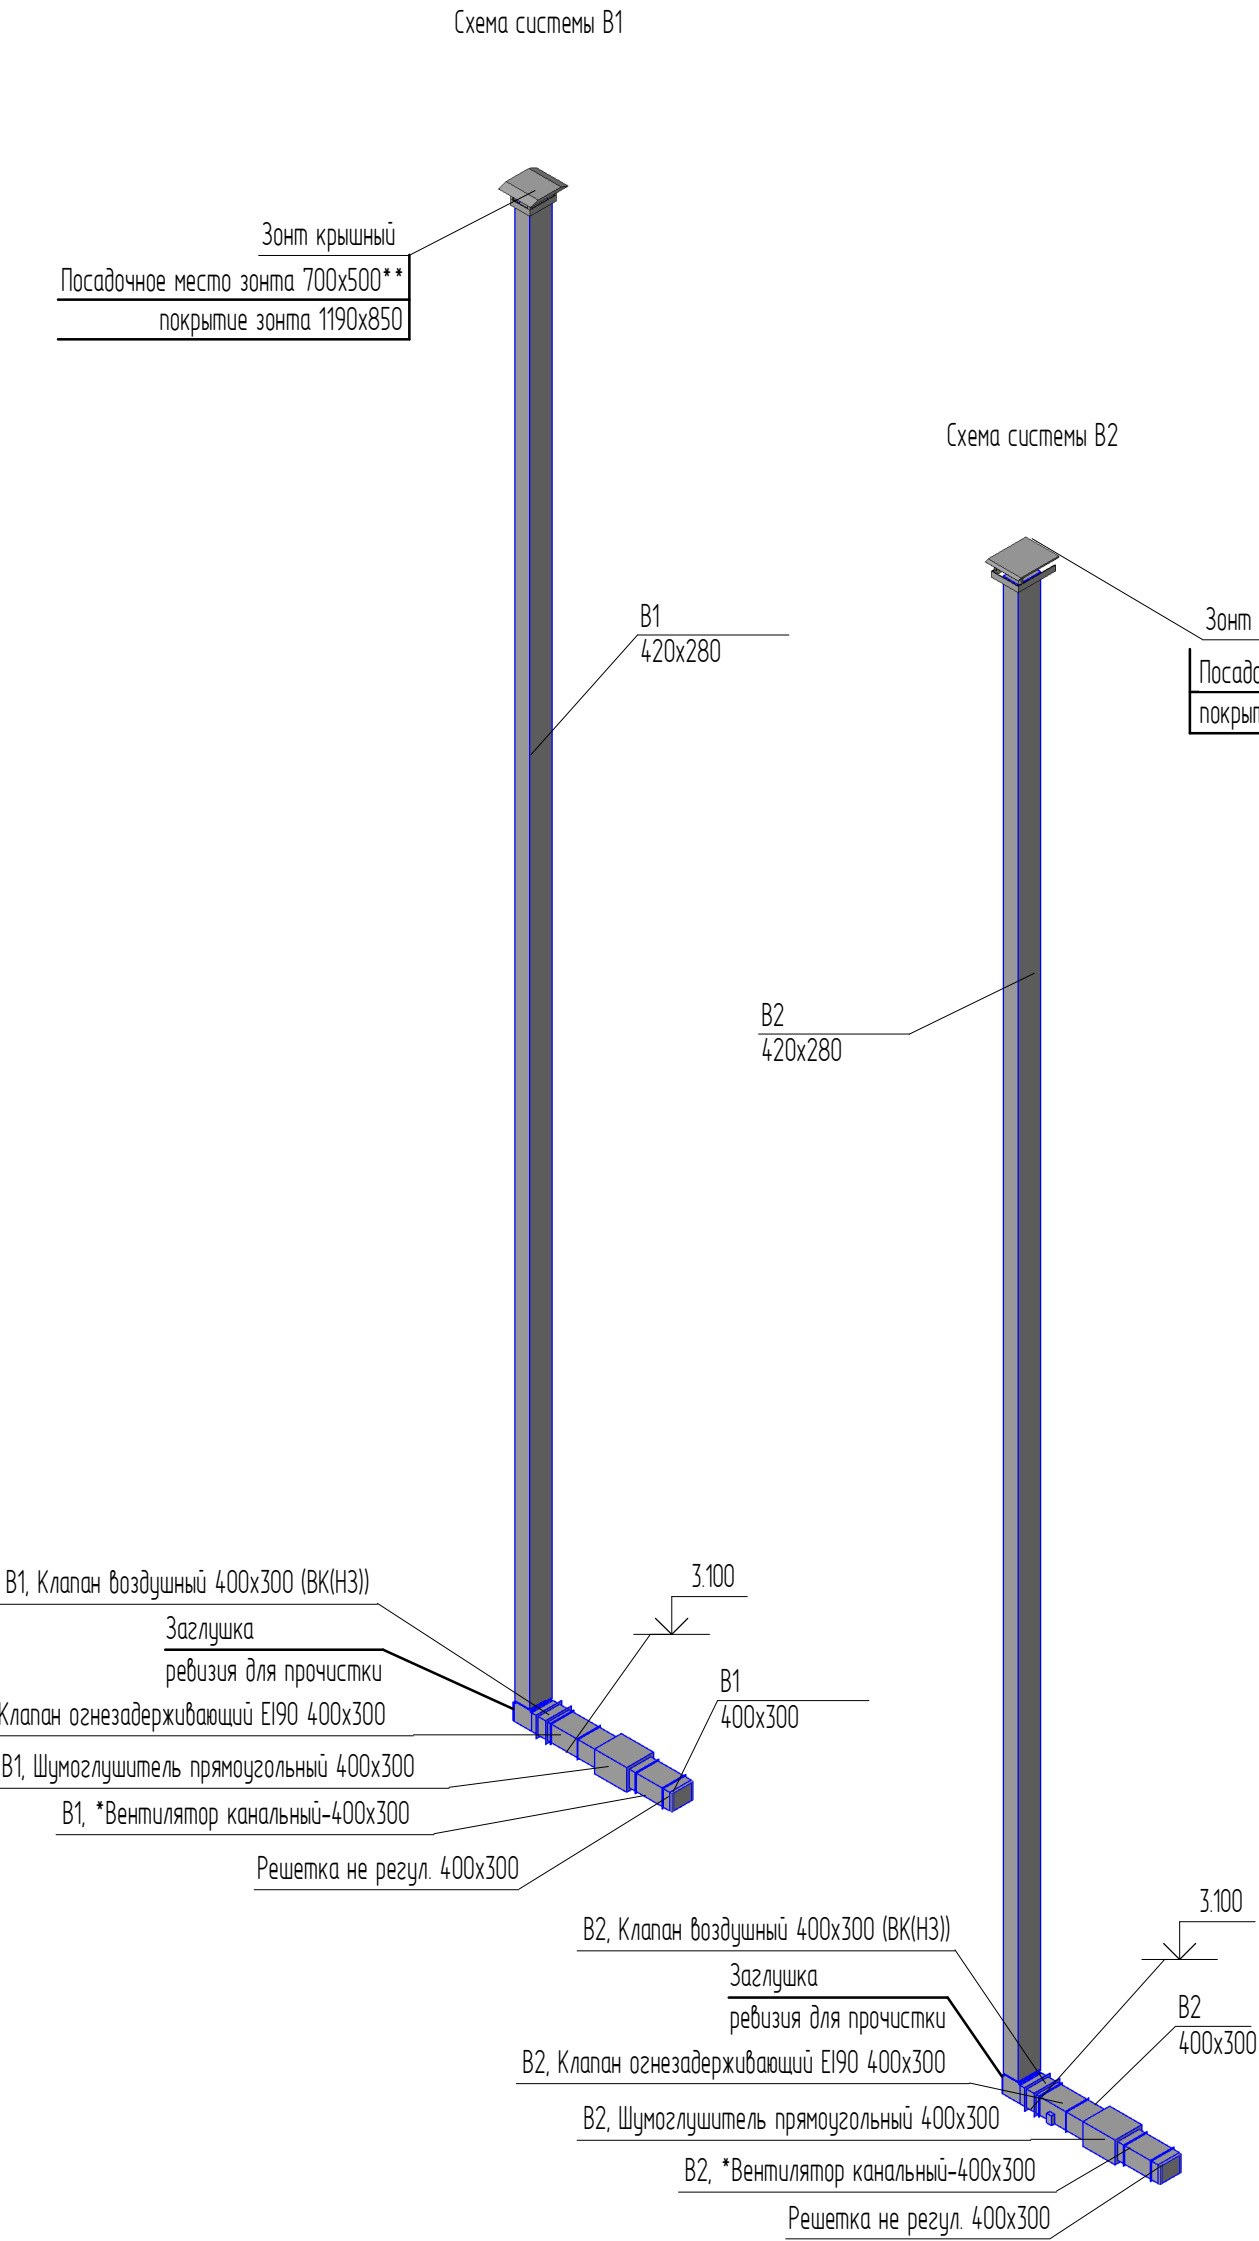 Схема системы В1
Зонт крышный
Посадочное место зонта 700х500**
покрытие зонта 1190х850
В1
420х280
Схема системы В2
Зонт
В2
420х280
В1, Клапан воздушный 400х300 (ВК(НЗ))
Заглушка
ревизия для прочистки
Клапан огнезадерживающий EI90 400х300
В1, Шумоглушитель прямоугольный 400х300
В1, *Вентилятор канальный-400х300
Решетка не регул. 400х300
3.100
В1
400х300
В2, Клапан воздушный 400х300 (ВК(НЗ))
Заглушка
ревизия для прочистки
В2, Клапан огнезадерживающий EI90 400х300
В2, Шумоглушитель прямоугольный 400х300
В2, *Вентилятор канальный-400х300
Решетка не регул. 400х300
3.100
В2
400х300